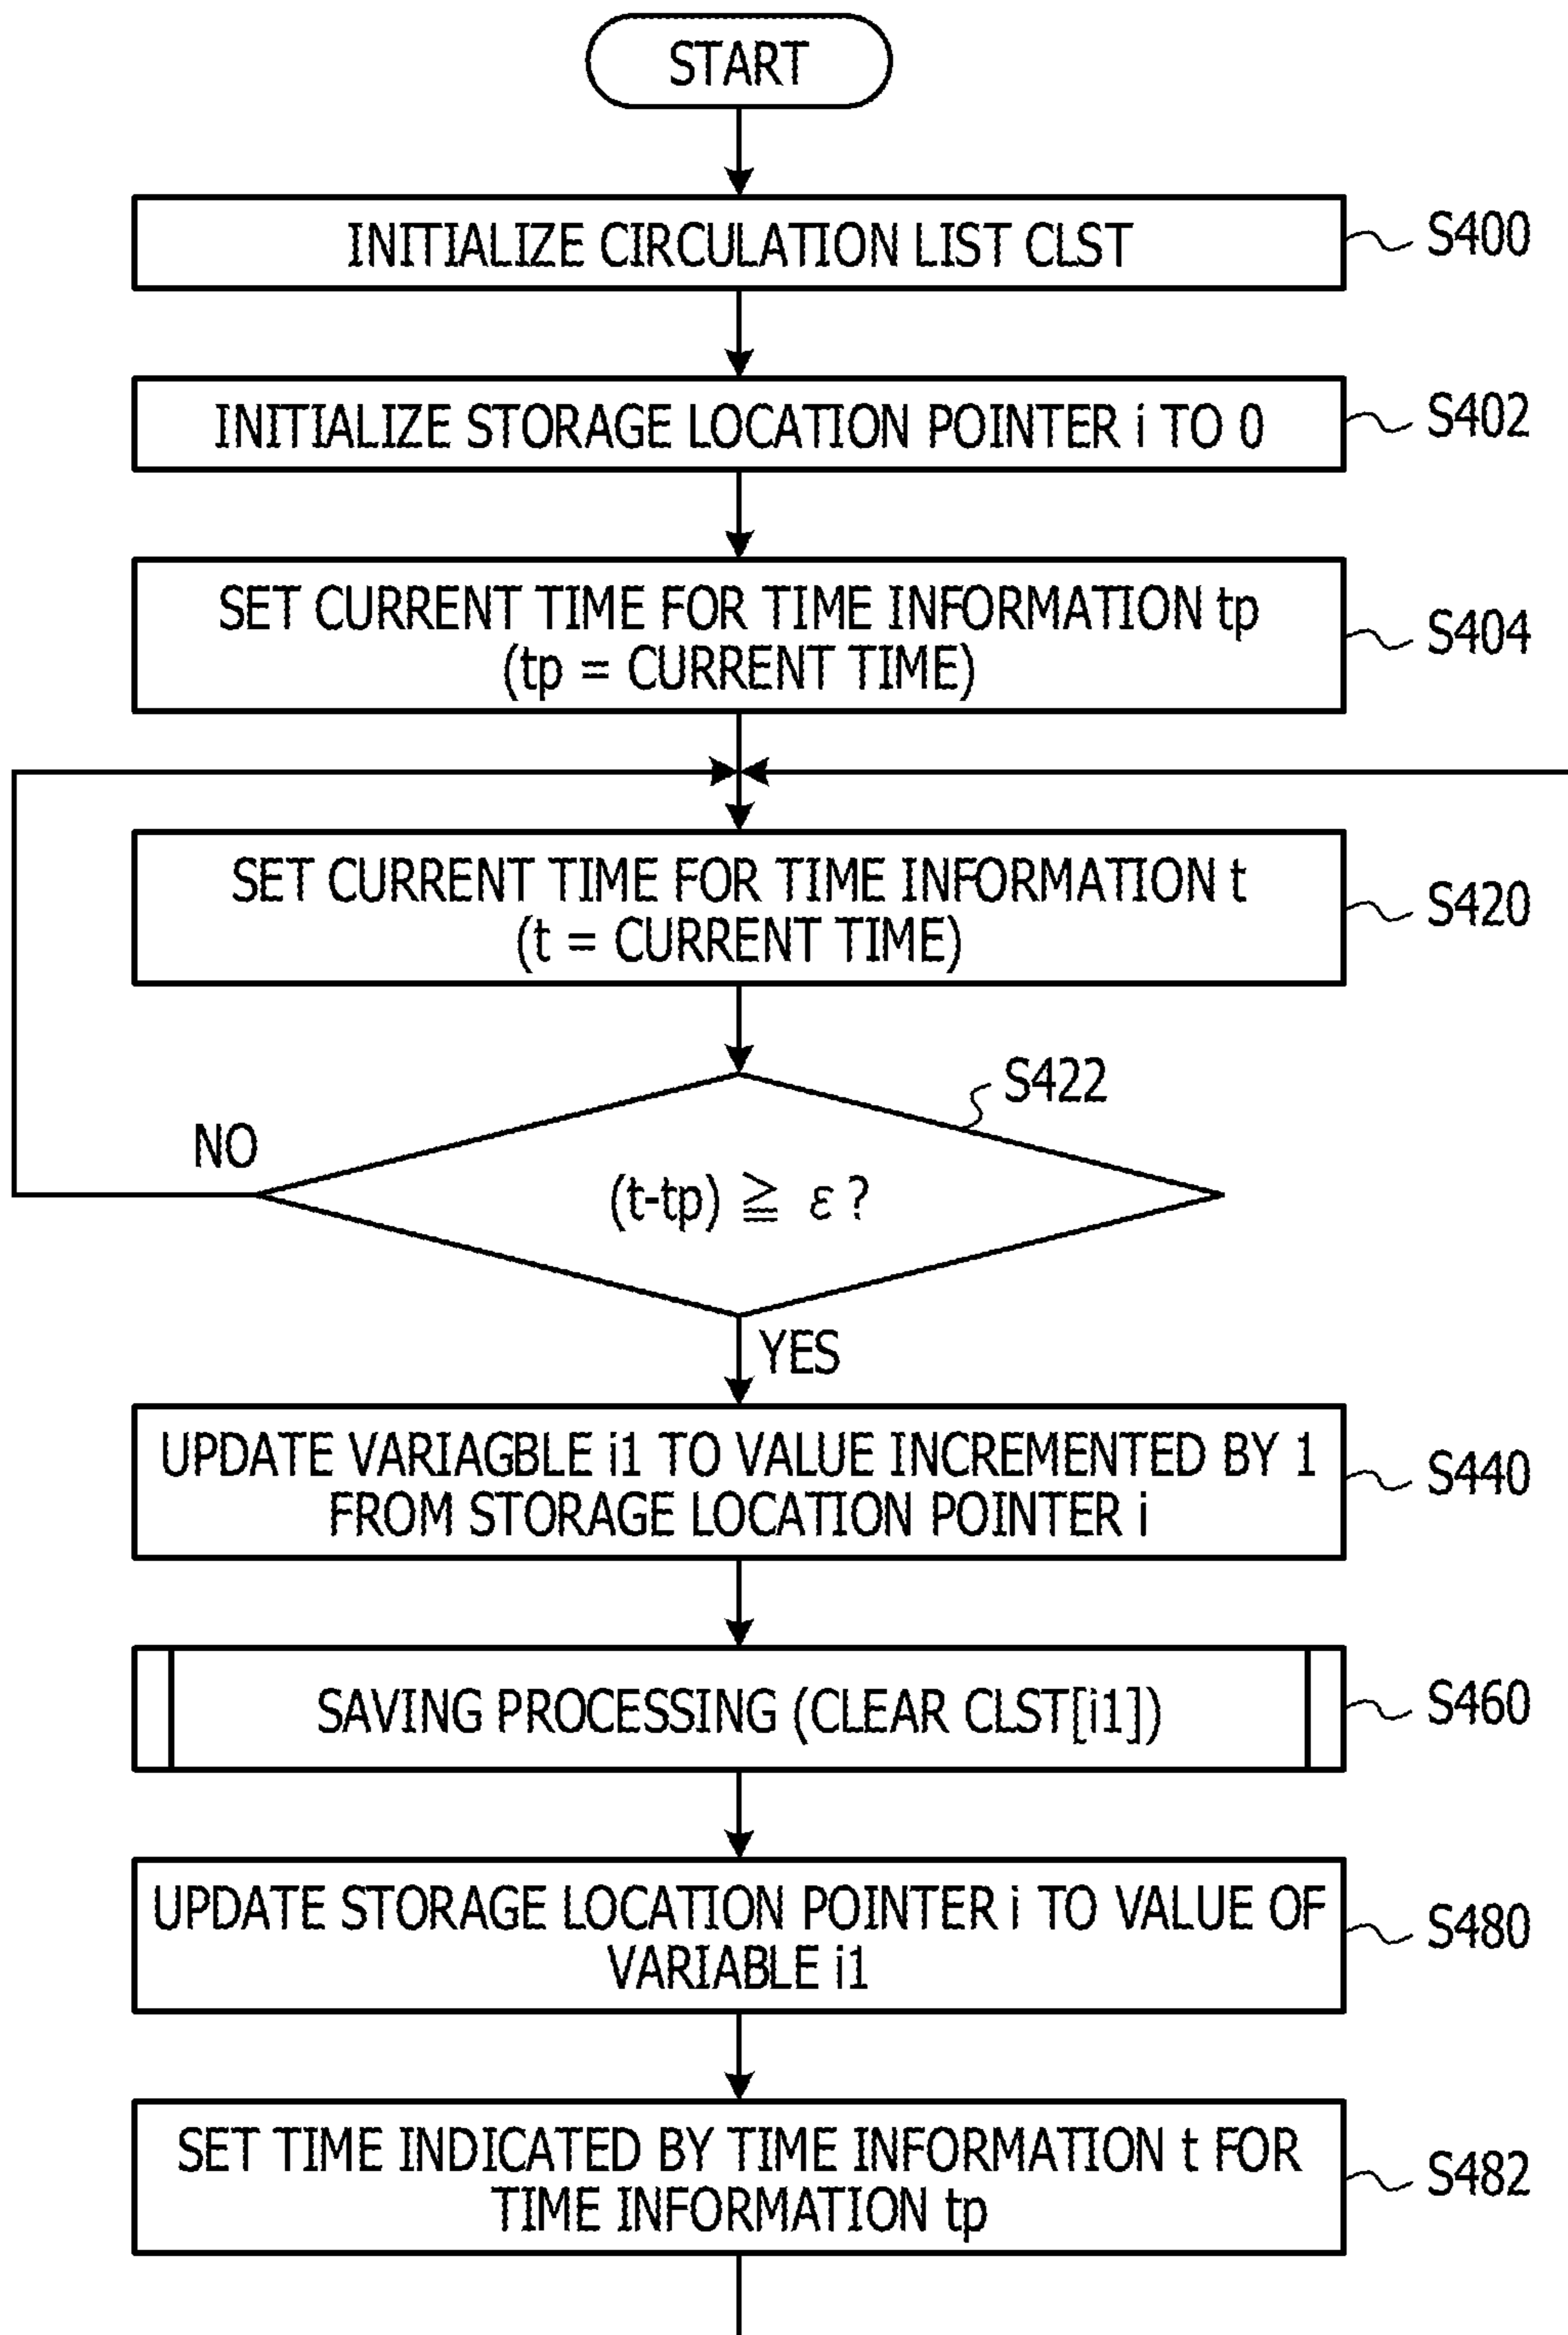 START
INITIALIZE CIRCULATION LIST CLST
S400
INITIALIZE STORAGE LOCATION POINTER i TO 0
S402
SET CURRENT TIME FOR TIME INFORMATION tp
(tp = CURRENT TIME)
S404
SET CURRENT TIME FOR TIME INFORMATION t
(t = CURRENT TIME)
S420
S422
NO
(t-tp) ≧ ε ?
YES
UPDATE VARIAGBLE i1 TO VALUE INCREMENTED BY 1
FROM STORAGE LOCATION POINTER i
S440
SAVING PROCESSING (CLEAR CLST[i1])
S460
UPDATE STORAGE LOCATION POINTER i TO VALUE OF
VARIABLE i1
S480
SET TIME INDICATED BY TIME INFORMATION t FOR
TIME INFORMATION tp
S482